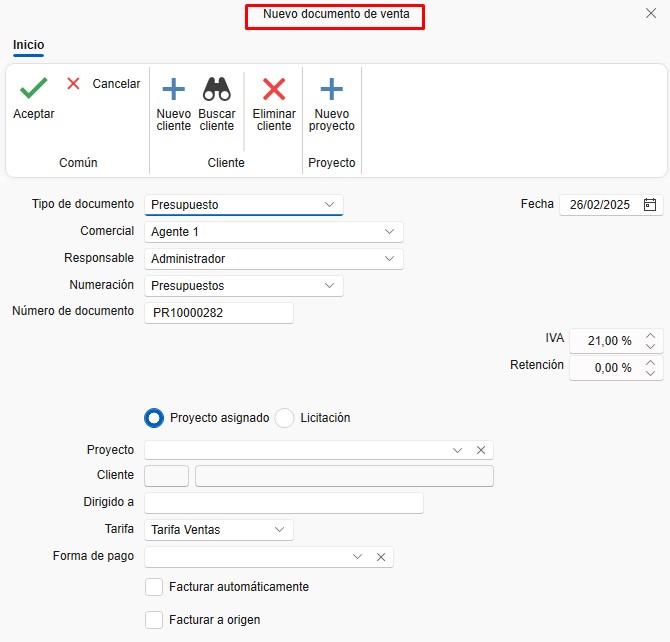 Nuevo documento de venta
Inicio
Aceptar
Cancelar
Común
Nuevo
cliente
Buscar
cliente
Eliminar
cliente
Cliente
Nuevo
proyecto
Proyecto
Tipo de documento Presupuesto Fecha 26/02/2025
Comercial Agente 1
Responsable Administrador
Numeración Presupuestos
Número de documento PR10000282
IVA 21,00 %
Retención 0,00 %
Proyecto asignado Licitación
Proyecto
Cliente
Dirigido a
Tarifa Tarifa Ventas
Forma de pago
Facturar automáticamente
Facturar a origen